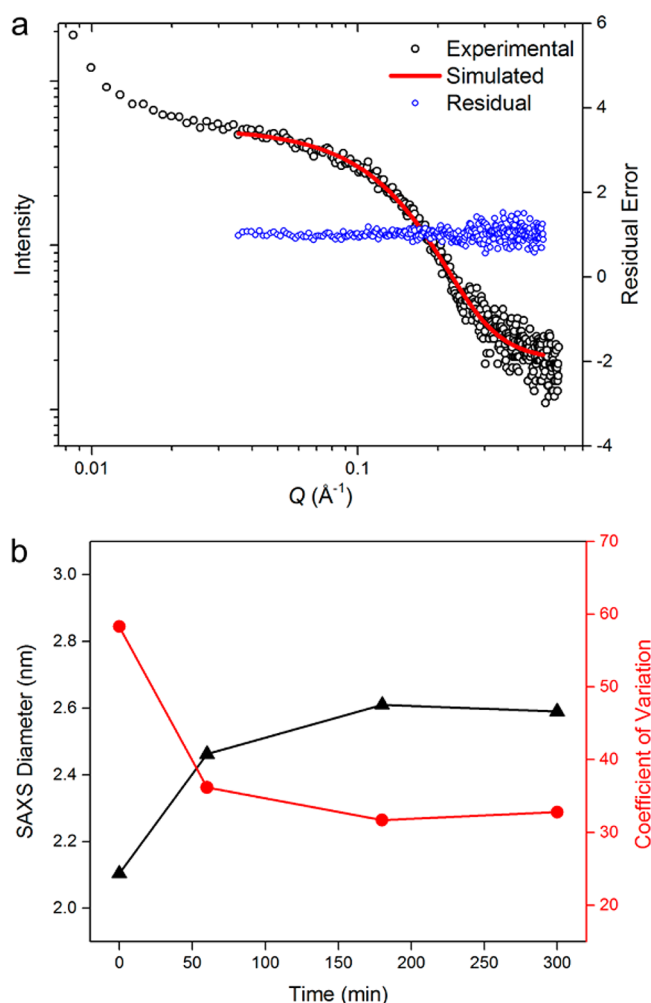 a
Experimental
Simulated
Residual
Intensity
Residual Error
6
4
2
0
-2
-4
0.01
0.1
Q (Å-1)
b
SAXS Diameter (nm)
3.0
2.8
2.6
2.4
2.2
2.0
70
60
50
40
30
20
Coefficient of Variation
0
50
100
150
200
250
300
Time (min)